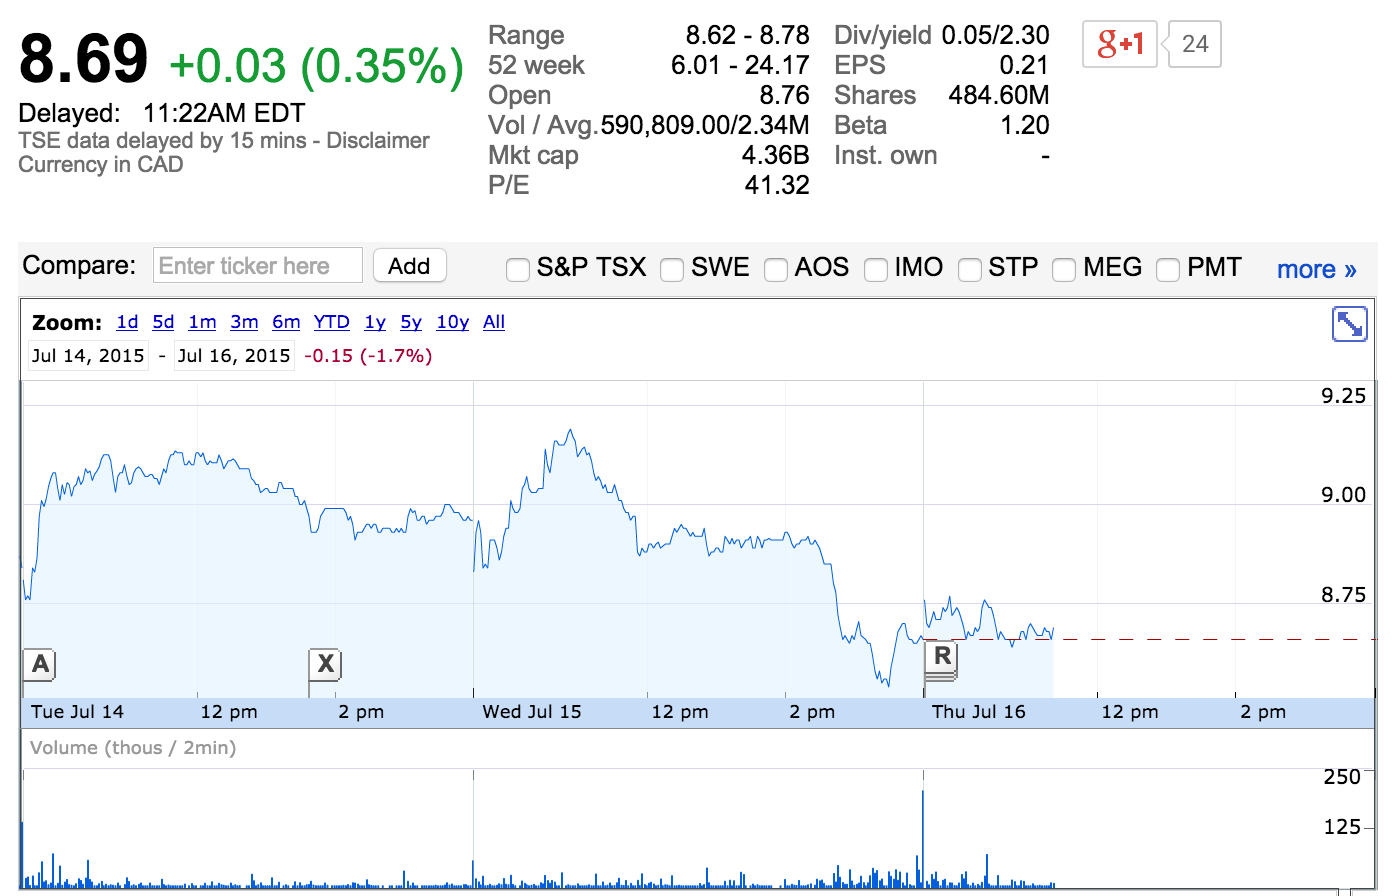 8.69 +0.03 (0.35%)
Delayed: 11:22AM EDT
TSE data delayed by 15 mins - Disclaimer
Currency in CAD
Range 8.62 - 8.78
52 week 6.01 - 24.17
Open 8.76
Vol / Avg. 590,809.00/2.34M
Mkt cap 4.36B
P/E 41.32
Div/yield 0.05/2.30
EPS 0.21
Shares 484.60M
Beta 1.20
Inst. own -
g+1 24
Compare: Enter ticker here Add S&P TSX SWE AOS IMO STP MEG PMT more »
Zoom: 1d 5d 1m 3m 6m YTD 1y 5y 10y All
Jul 14, 2015 - Jul 16, 2015 -0.15 (-1.7%)
9.25
9.00
8.75
A X R
Tue Jul 14 12 pm 2 pm Wed Jul 15 12 pm 2 pm Thu Jul 16 12 pm 2 pm
Volume (thous / 2min)
250
125